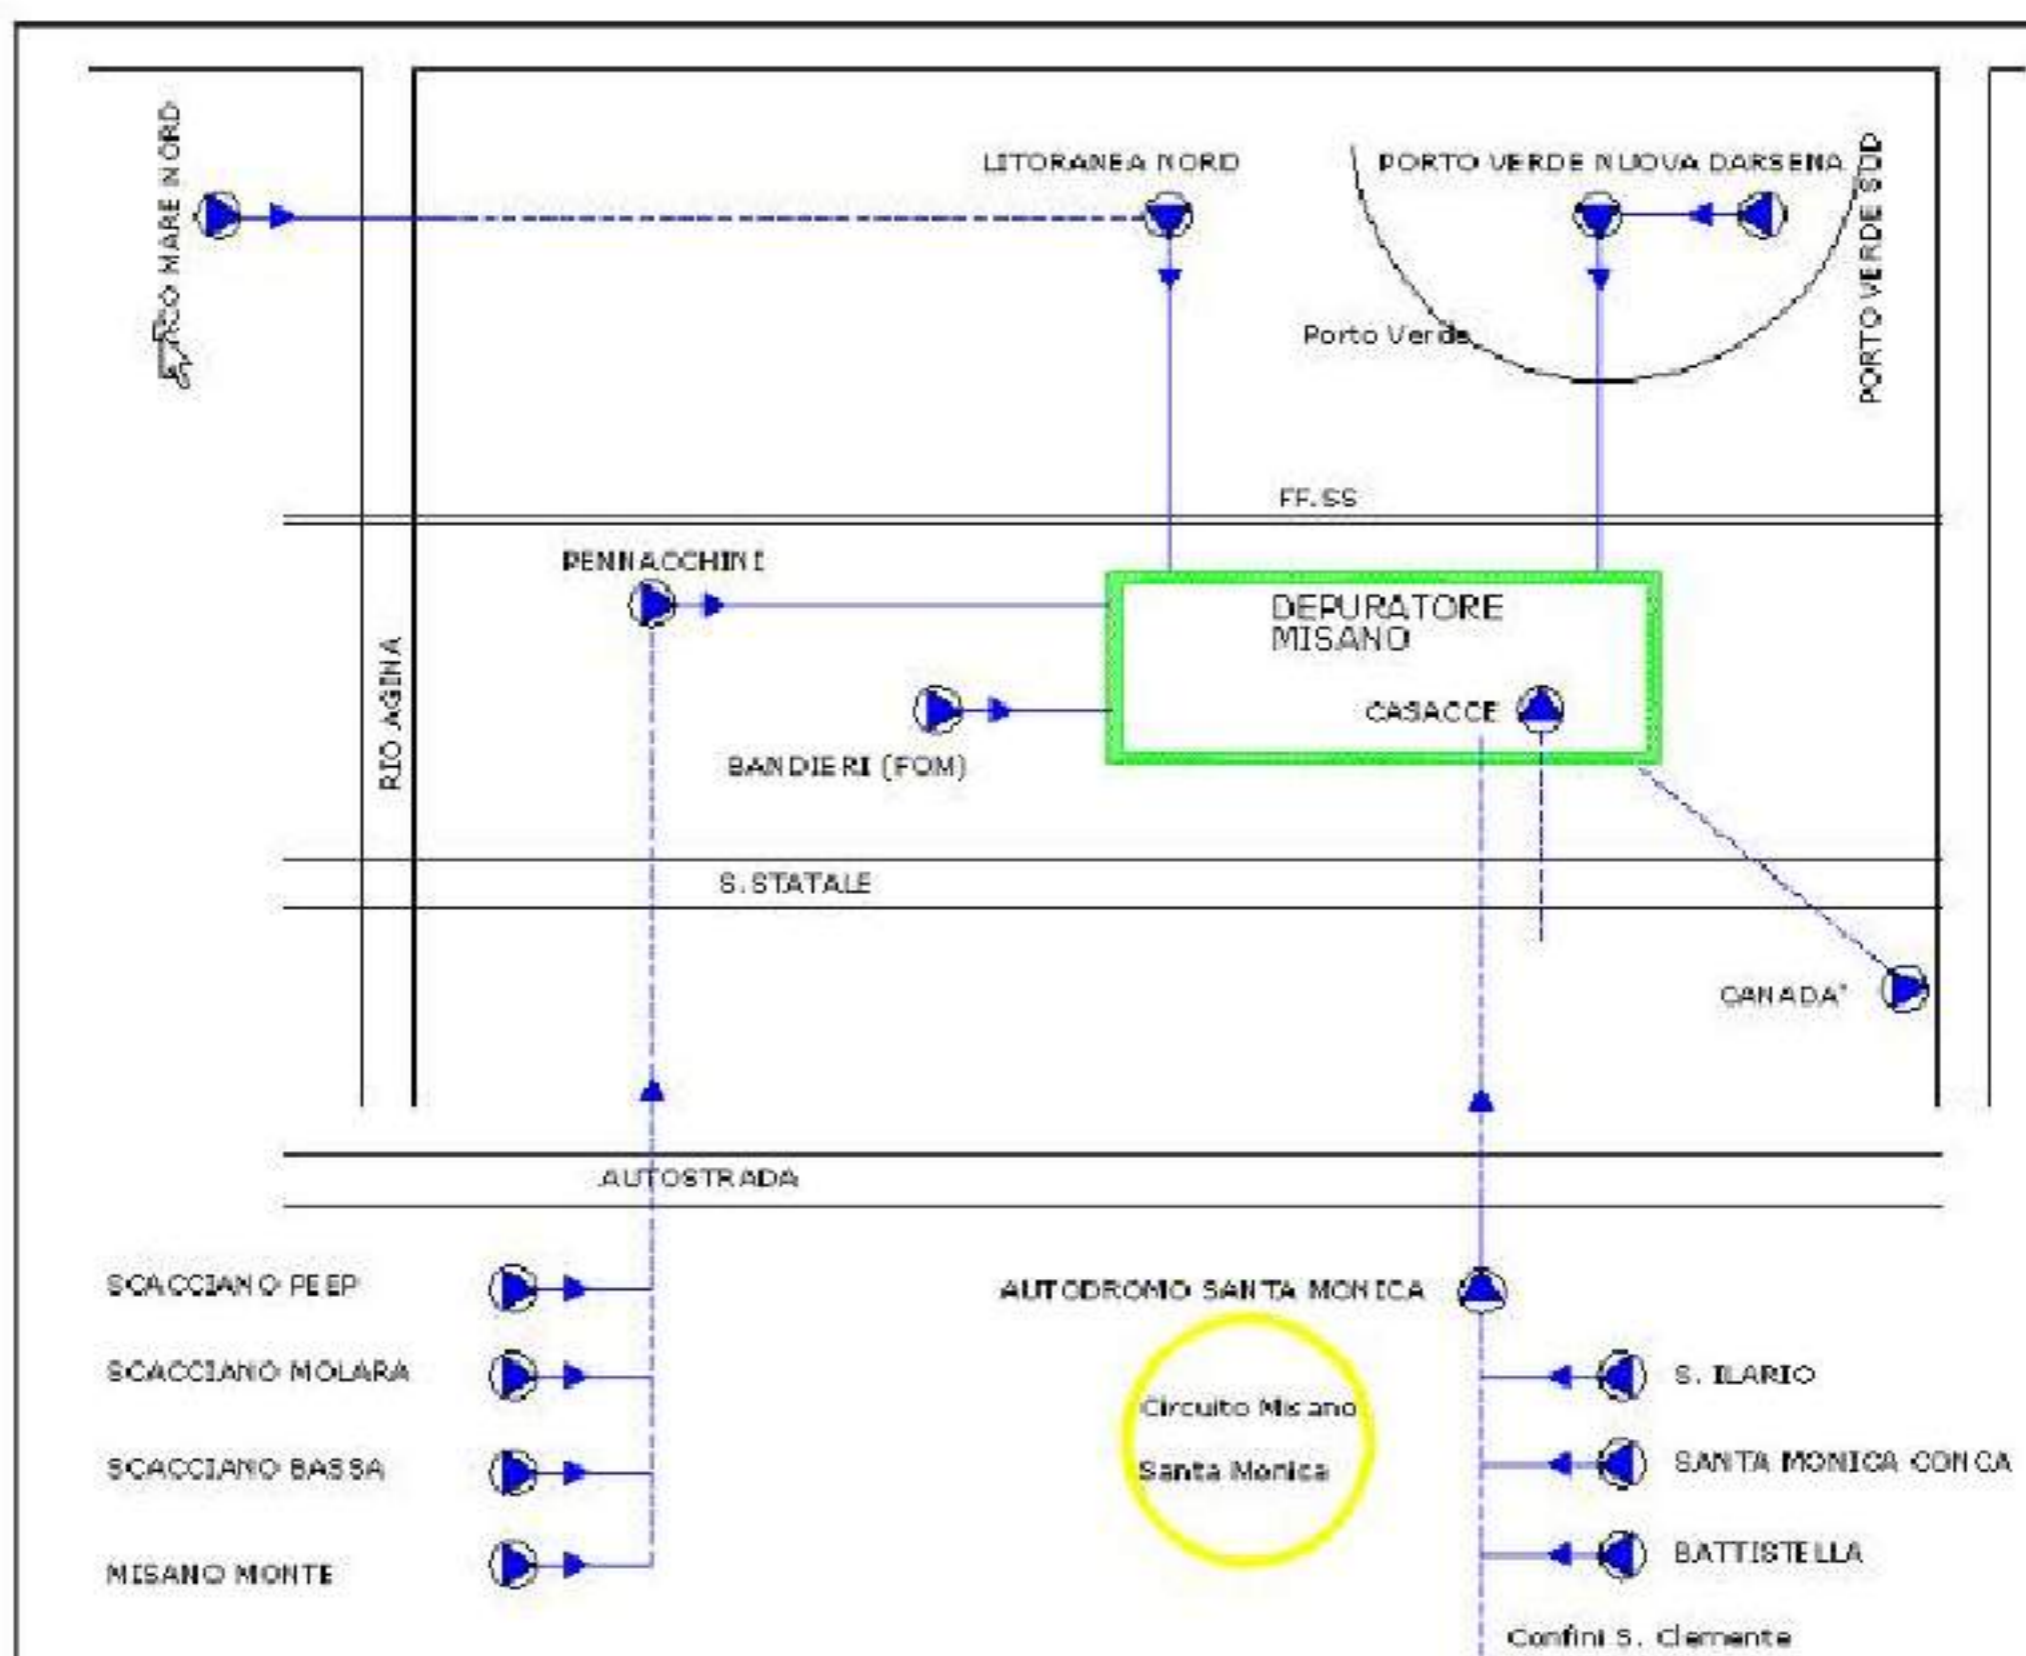 MARE NORD
LITORANEA NORD
PORTO VERDE NUOVA DARSENA
PORTO VERDE SUD
Porto Verde
FF.SS
PENNACCHINI
DEPURATORE
MISANO
CASACCE
RIO AGINA
BANDIERI (FOM)
S.STATALE
CANADA'
AUTOSTRADA
SCACCIANO PEEP
AUTODROMO SANTA MONICA
SCACCIANO MOLARA
S. ILARIO
Circuito Misano
Santa Monica
SCACCIANO BASSA
SANTA MONICA CONCA
MISANO MONTE
BATTISTELLA
Confini S. Clemente